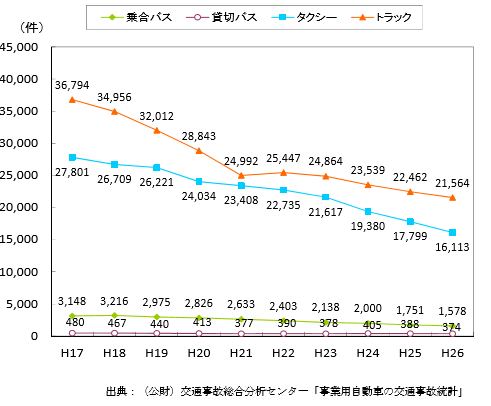 乗合バス 貸切バス タクシー トラック
(件)
45,000
40,000
35,000
30,000
25,000
20,000
15,000
10,000
5,000
0
36,794 34,956 32,012 28,843 24,992 25,447 24,864 23,539 22,462 21,564
27,801 26,709 26,221 24,034 23,408 22,735 21,617 19,380 17,799 16,113
3,148 3,216 2,975 2,826 2,633 2,403 2,138 2,000 1,751 1,578
480 467 440 413 377 390 378 405 388 374
H17 H18 H19 H20 H21 H22 H23 H24 H25 H26
出典：（公財）交通事故総合分析センター「事業用自動車の交通事故統計」